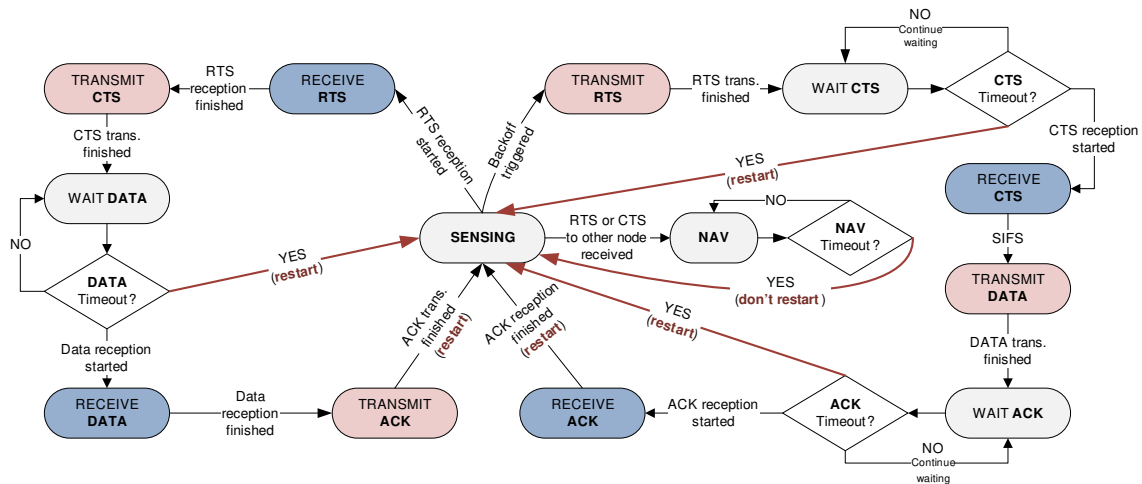 NO
Continue
waiting
TRANSMIT
CTS
RTS
reception
finished
RECEIVE
RTS
TRANSMIT
RTS
RTS trans.
finished
WAIT CTS
CTS
Timeout?
CTS trans.
finished
RTS reception
started
Backoff
triggered
CTS reception
started
YES
(restart)
WAIT DATA
RECEIVE
CTS
NO
SENSING
RTS or CTS
to other node
received
NAV
NO
NAV
Timeout?
SIFS
DATA
Timeout?
YES
(restart)
YES
(don't restart)
TRANSMIT
DATA
ACK trans.
finished
(restart)
ACK reception
finished
(restart)
YES
(restart)
Data reception
started
DATA trans.
finished
RECEIVE
DATA
Data
reception
finished
TRANSMIT
ACK
RECEIVE
ACK
ACK reception
started
ACK
Timeout?
WAIT ACK
NO
Continue
waiting